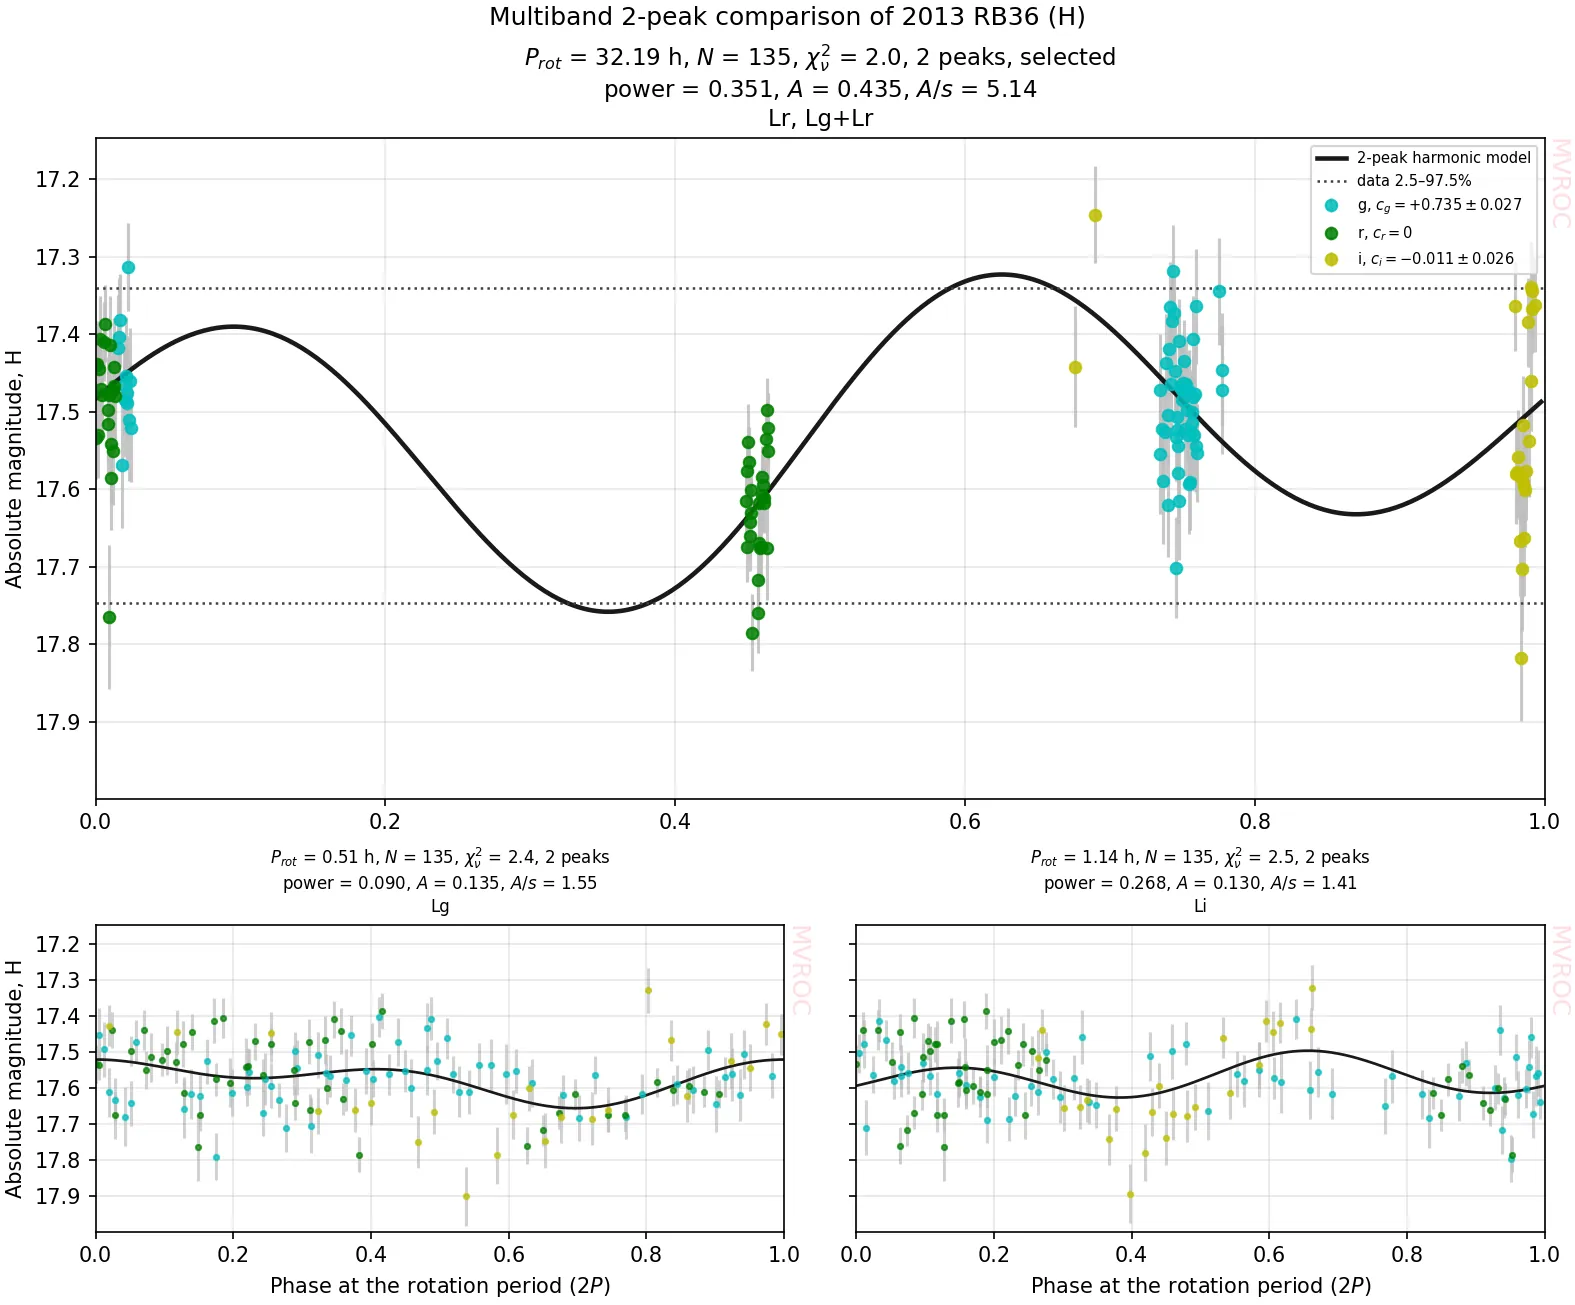 Multiband 2-peak comparison of 2013 RB36 (H)
P_rot = 32.19 h, N = 135, χ²_ν = 2.0, 2 peaks, selected
power = 0.351, A = 0.435, A/s = 5.14
Lr, Lg+Lr
MVROC
2-peak harmonic model
data 2.5–97.5%
g, c_g = +0.735 ± 0.027
r, c_r = 0
i, c_i = −0.011 ± 0.026
Absolute magnitude, H
17.2
17.3
17.4
17.5
17.6
17.7
17.8
17.9
0.0 0.2 0.4 0.6 0.8 1.0
P_rot = 0.51 h, N = 135, χ²_ν = 2.4, 2 peaks
power = 0.090, A = 0.135, A/s = 1.55
Lg
MVROC
Absolute magnitude, H
17.2
17.3
17.4
17.5
17.6
17.7
17.8
17.9
0.0 0.2 0.4 0.6 0.8 1.0
Phase at the rotation period (2P)
P_rot = 1.14 h, N = 135, χ²_ν = 2.5, 2 peaks
power = 0.268, A = 0.130, A/s = 1.41
Li
MVROC
0.0 0.2 0.4 0.6 0.8 1.0
Phase at the rotation period (2P)